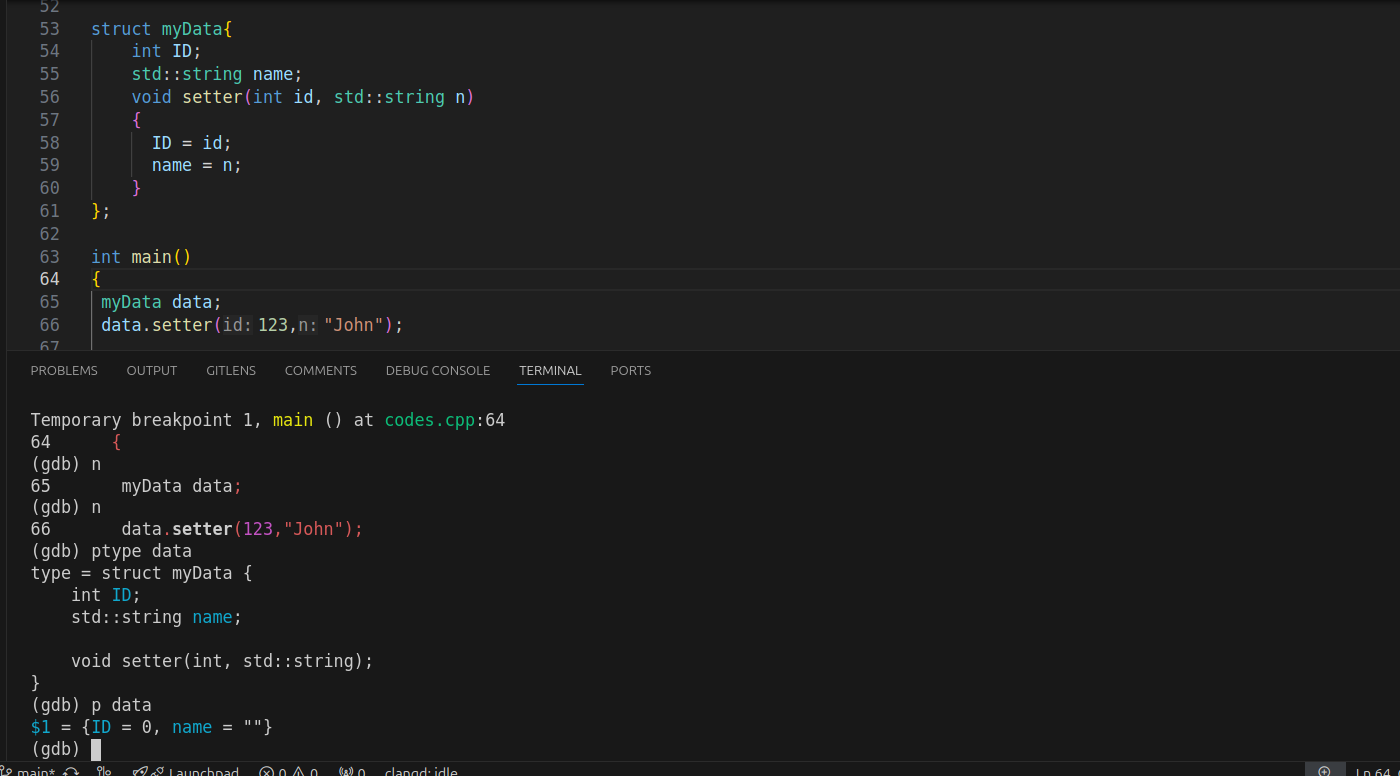 52
53 struct myData{
54 int ID;
55 std::string name;
56 void setter(int id, std::string n)
57 {
58 ID = id;
59 name = n;
60 }
61 };
62
63 int main()
64 {
65 myData data;
66 data.setter(id: 123,n: "John");
67
PROBLEMS OUTPUT GITLENS COMMENTS DEBUG CONSOLE TERMINAL PORTS
Temporary breakpoint 1, main () at codes.cpp:64
64 {
(gdb) n
65 myData data;
(gdb) n
66 data.setter(123,"John");
(gdb) ptype data
type = struct myData {
int ID;
std::string name;
void setter(int, std::string);
}
(gdb) p data
$1 = {ID = 0, name = ""}
(gdb)
main* Launchpad 0 0 0 clangd: idle Ln 64